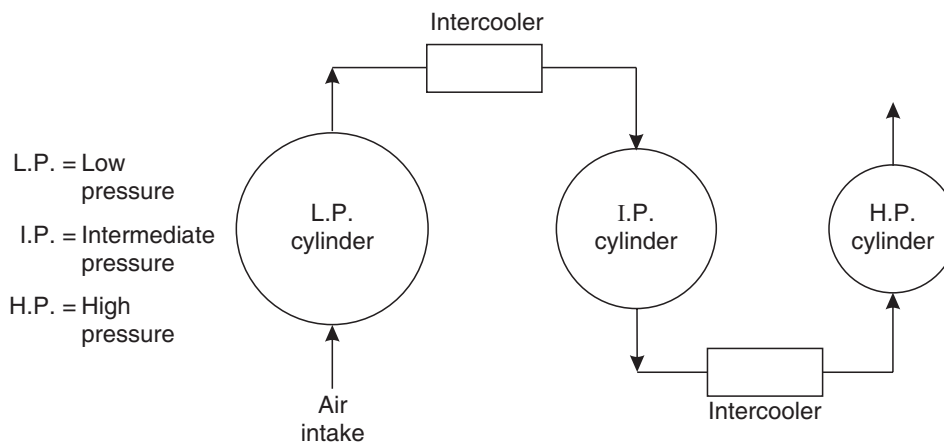 Intercooler
L.P. = Low
pressure
I.P. = Intermediate
pressure
H.P. = High
pressure
L.P.
cylinder
I.P.
cylinder
H.P.
cylinder
Air
intake
Intercooler